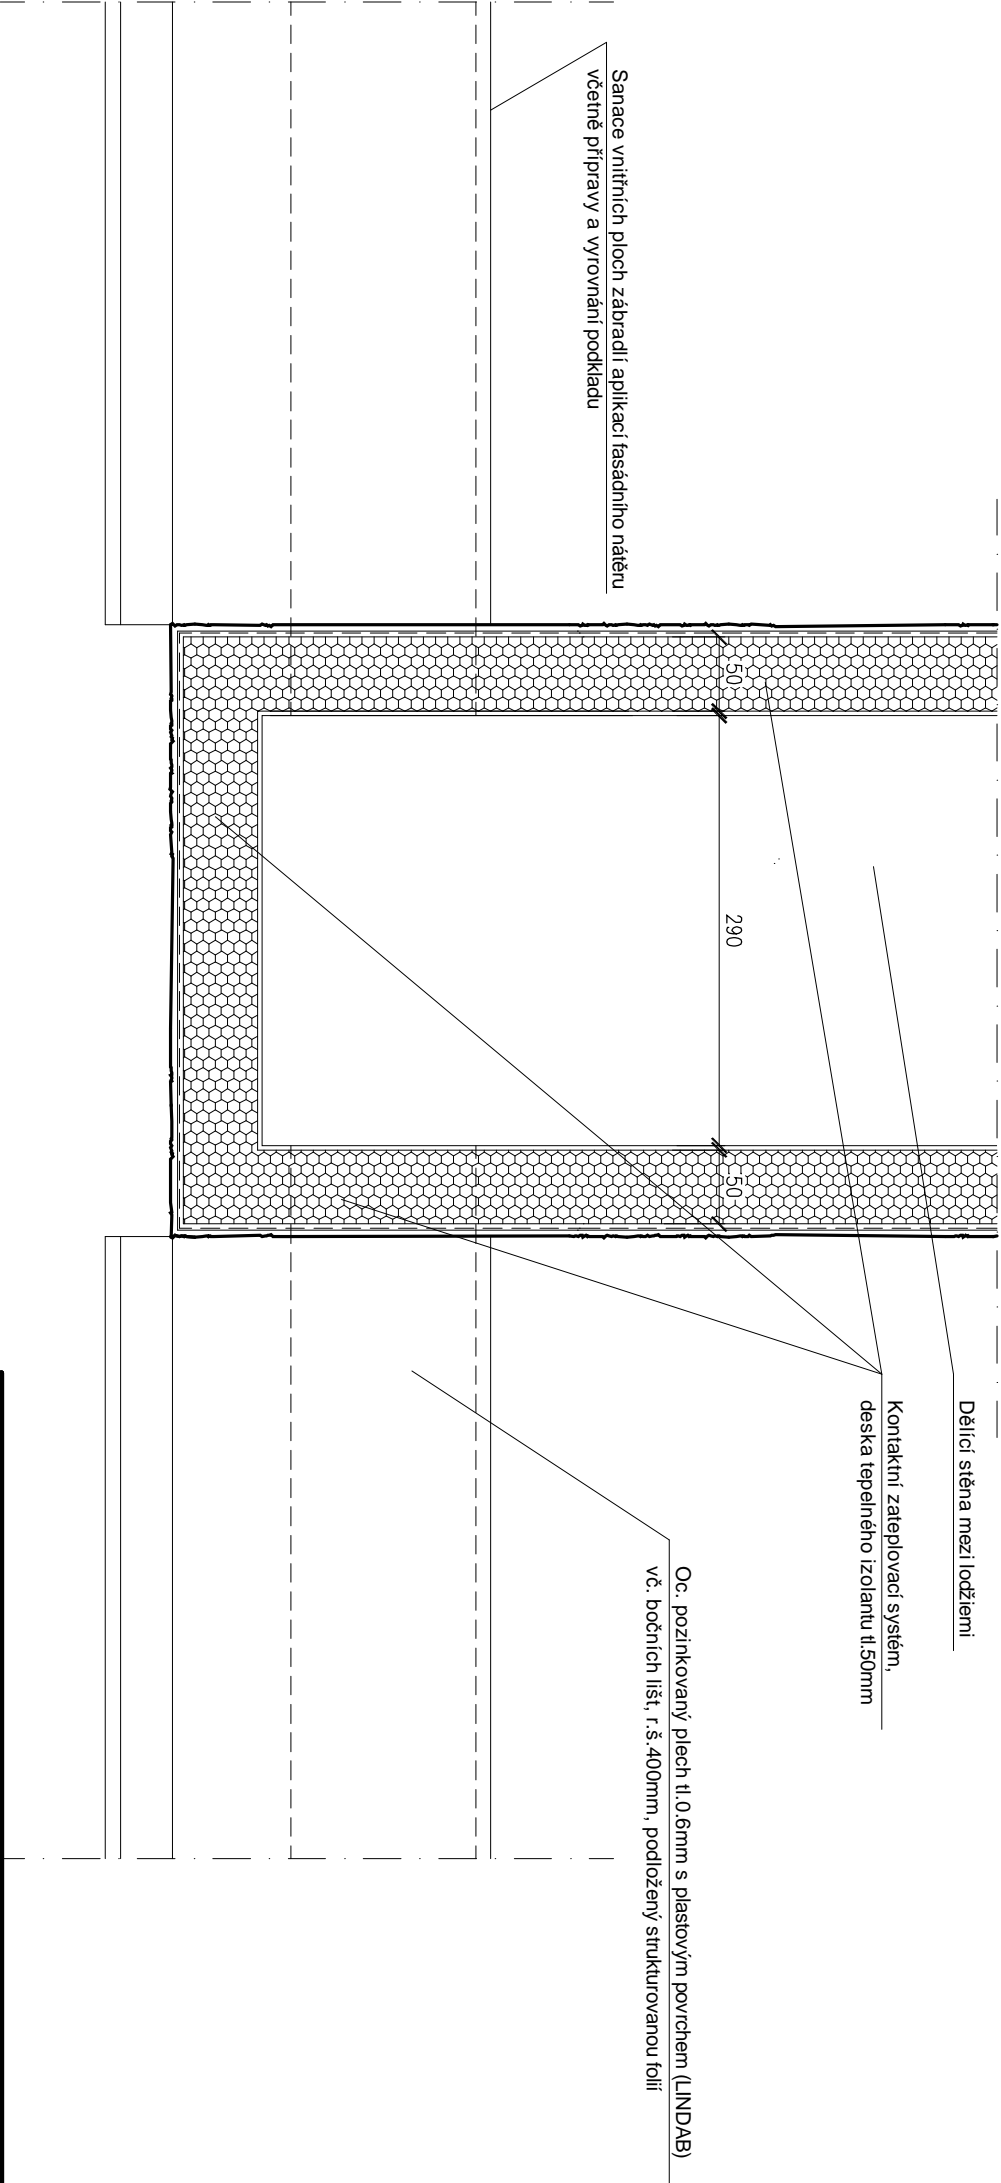 Dělící stěna mezi lodžiemi
Kontaktní zateplovací systém,
deska tepelného izolantu tl.50mm
50
290
50
Sanace vnitřních ploch zábradlí aplikací fasádního nátěru
včetně přípravy a vyrovnání podkladu
Oc. pozinkovaný plech tl.0.6mm s plastovým povrchem (LINDAB)
vč. bočních lišt, r.š.400mm, podložený strukturovanou folií